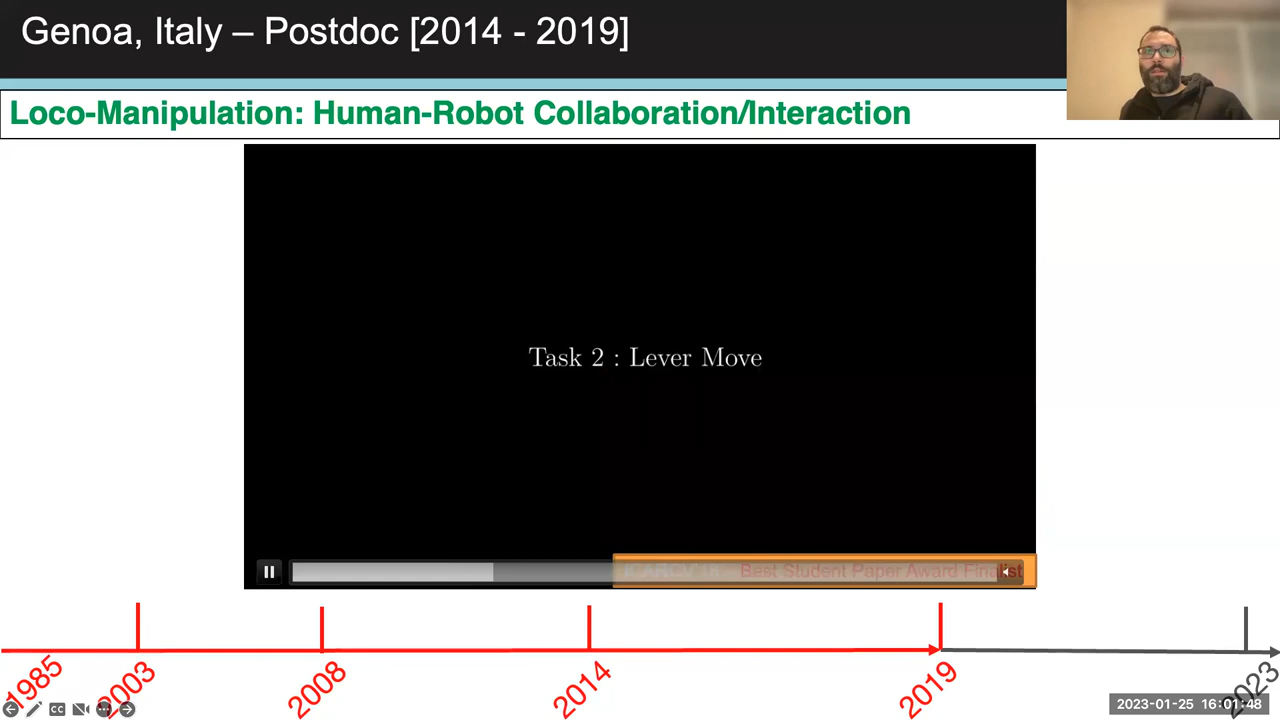 Genoa, Italy – Postdoc [2014 - 2019]
Loco-Manipulation: Human-Robot Collaboration/Interaction
Task 2 : Lever Move
Best Student Paper Award Finalist
1985
2003
2008
2014
2019
2023
CC
2023-01-25 16:01:48